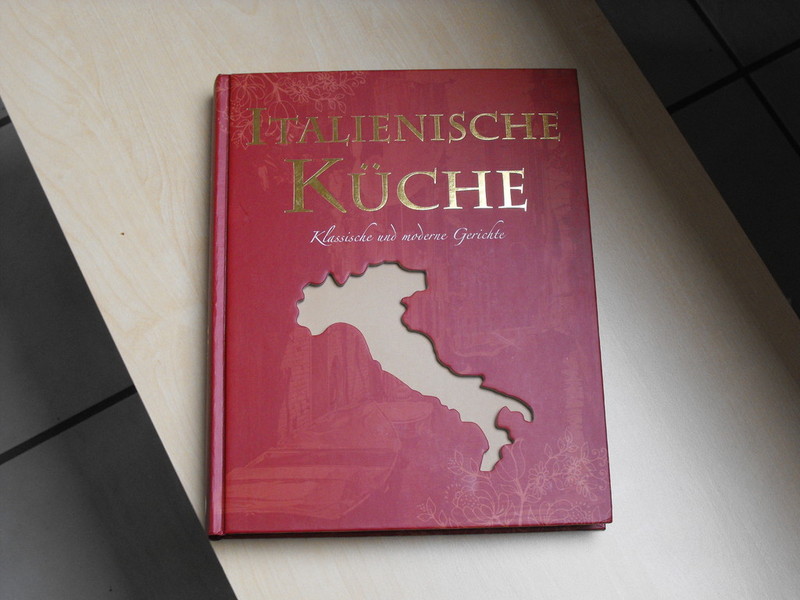 ITALIENISCHE
KÜCHE
Klassische und moderne Gerichte